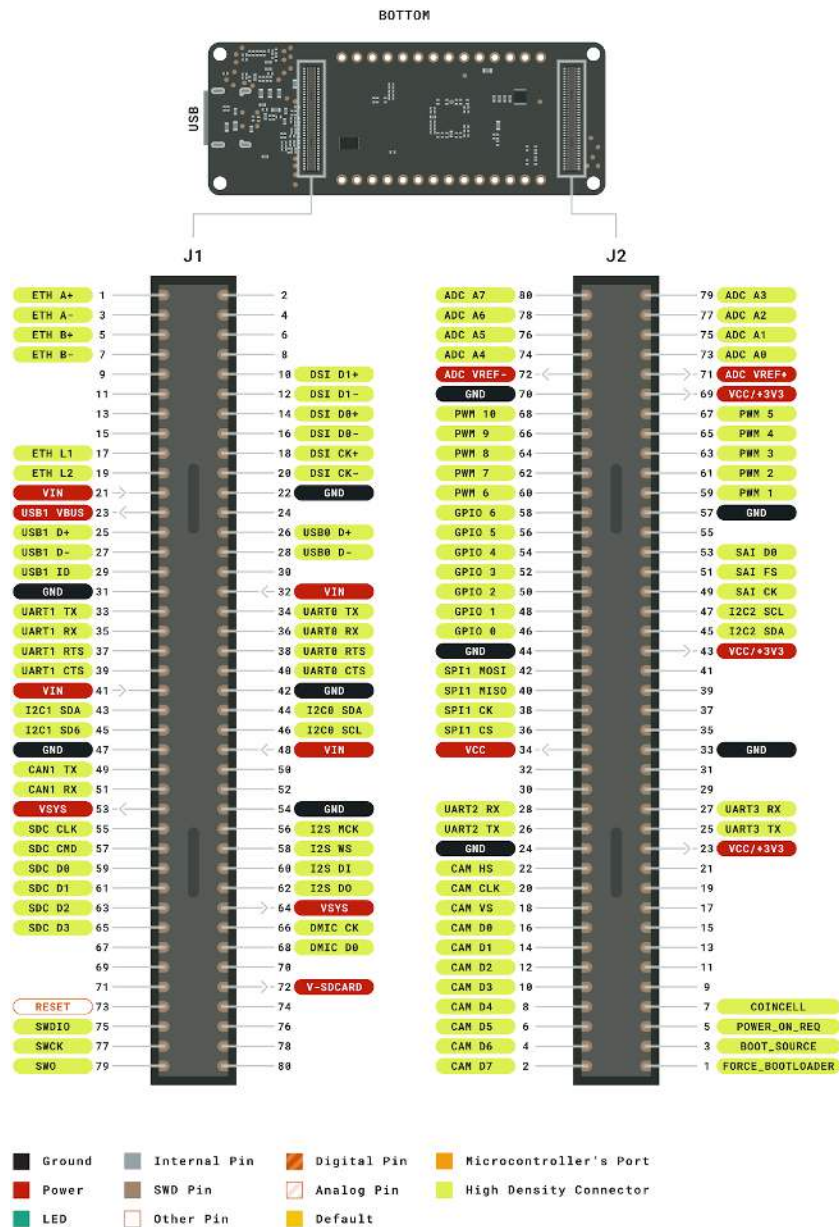 BOTTOM
USB
J1 J2
ETH A+ 1 2 ADC A7 80 79 ADC A3
ETH A- 3 4 ADC A6 78 77 ADC A2
ETH B+ 5 6 ADC A5 76 75 ADC A1
ETH B- 7 8 ADC A4 74 73 ADC A0
9 10 DSI D1+ ADC VREF- 72 71 ADC VREF+
11 12 DSI D1- GND 70 69 VCC/+3V3
13 14 DSI D0+ PWM 10 68 67 PWM 5
15 16 DSI D0- PWM 9 66 65 PWM 4
ETH L1 17 18 DSI CK+ PWM 8 64 63 PWM 3
ETH L2 19 20 DSI CK- PWM 7 62 61 PWM 2
VIN 21 22 GND PWM 6 60 59 PWM 1
USB1 VBUS 23 24 GPIO 6 58 57 GND
USB1 D+ 25 26 USB0 D+ GPIO 5 56 55
USB1 D- 27 28 USB0 D- GPIO 4 54 53 SAI D0
USB1 ID 29 30 GPIO 3 52 51 SAI FS
GND 31 32 VIN GPIO 2 50 49 SAI CK
UART1 TX 33 34 UART0 TX GPIO 1 48 47 I2C2 SCL
UART1 RX 35 36 UART0 RX GPIO 0 46 45 I2C2 SDA
UART1 RTS 37 38 UART0 RTS GND 44 43 VCC/+3V3
UART1 CTS 39 40 UART0 CTS SPI1 MOSI 42 41
VIN 41 42 GND SPI1 MISO 40 39
I2C1 SDA 43 44 I2C0 SDA SPI1 CK 38 37
I2C1 SD6 45 46 I2C0 SCL SPI1 CS 36 35
GND 47 48 VIN VCC 34 33 GND
CAN1 TX 49 50 32 31
CAN1 RX 51 52 30 29
VSYS 53 54 GND UART2 RX 28 27 UART3 RX
SDC CLK 55 56 I2S MCK UART2 TX 26 25 UART3 TX
SDC CMD 57 58 I2S WS GND 24 23 VCC/+3V3
SDC D0 59 60 I2S DI CAM HS 22 21
SDC D1 61 62 I2S DO CAM CLK 20 19
SDC D2 63 64 VSYS CAM VS 18 17
SDC D3 65 66 DMIC CK CAM D0 16 15
67 68 DMIC D0 CAM D1 14 13
69 70 CAM D2 12 11
71 72 V-SDCARD CAM D3 10 9
RESET 73 74 CAM D4 8 7 COINCELL
SWDIO 75 76 CAM D5 6 5 POWER_ON_REQ
SWCK 77 78 CAM D6 4 3 BOOT_SOURCE
SWO 79 80 CAM D7 2 1 FORCE_BOOTLOADER
Ground Internal Pin Digital Pin Microcontroller's Port
Power SWD Pin Analog Pin High Density Connector
LED Other Pin Default